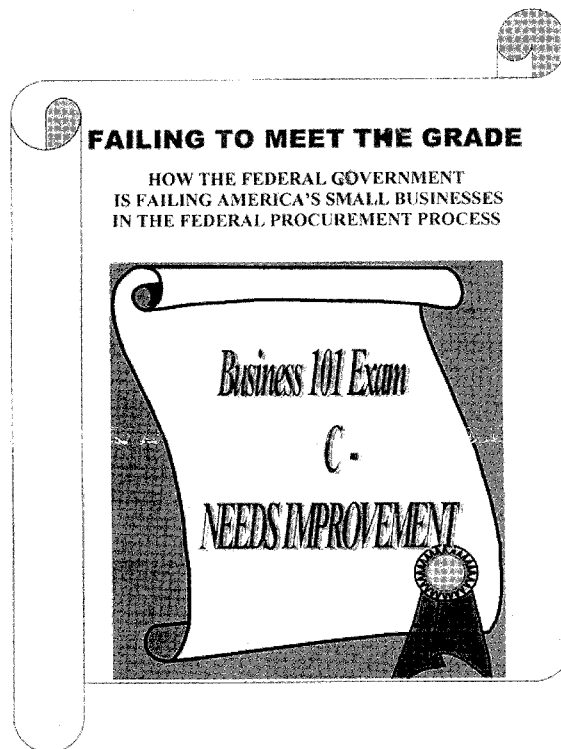 FAILING TO MEET THE GRADE
HOW THE FEDERAL GOVERNMENT
IS FAILING AMERICA'S SMALL BUSINESSES
IN THE FEDERAL PROCUREMENT PROCESS
Business 101 Exam
C -
NEEDS IMPROVEMENT